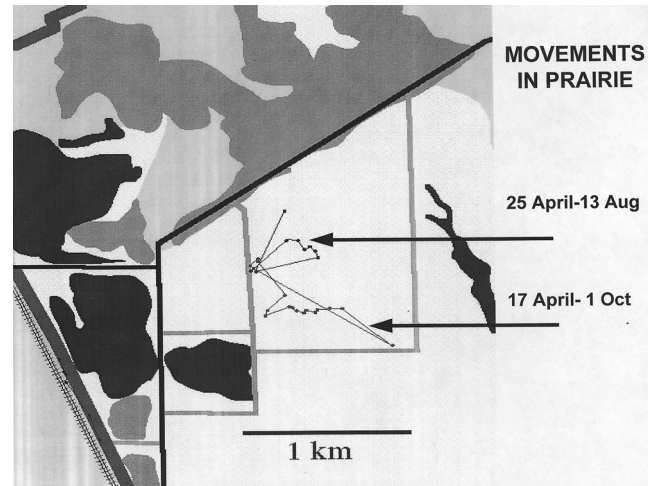 MOVEMENTS
IN PRAIRIE
25 April-13 Aug
17 April- 1 Oct
1 km